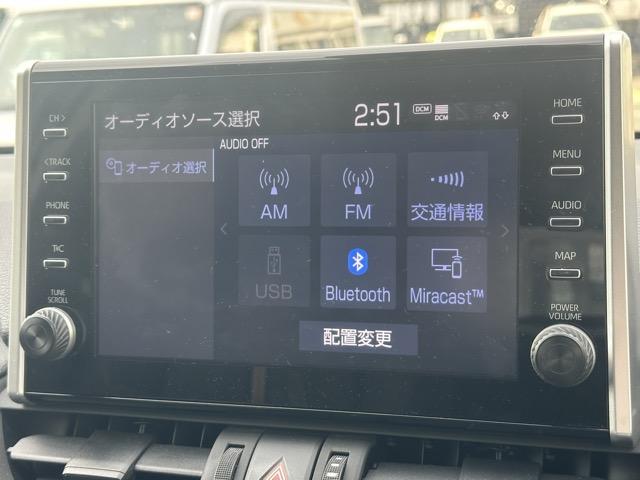 CH >
< TRACK
PHONE
T&C
TUNE
SCROLL
オーディオソース選択
2:51
DCM
DCM
AUDIO OFF
オーディオ選択
AM
FM
交通情報
USB
Bluetooth
Miracast™
配置変更
HOME
MENU
AUDIO
MAP
POWER
VOLUME